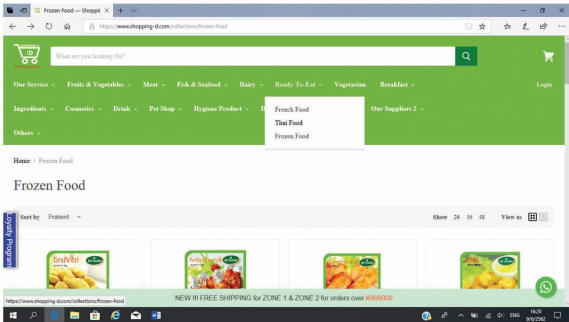 Frozen Food — Shoppi
https://www.shopping-d.com/collections/frozen-food
What are you looking for?
Our Service
Fruits & Vegetables
Meat
Fish & Seafood
Dairy
Ready-To-Eat
Vegetarian
Breakfast
Login
Ingredients
Cosmetics
Drink
Pet Shop
Hygiene Product
Our Suppliers 2
French Food
Thai Food
Frozen Food
Others
Home
Frozen Food
Frozen Food
Loyalty Program
Sort by Featured
Show 24 36 48 View as
https://www.shopping-d.com/collections/frozen-food
NEW !!! FREE SHIPPING for ZONE 1 & ZONE 2 for orders over K999000
ENG
16:20
9/6/2562